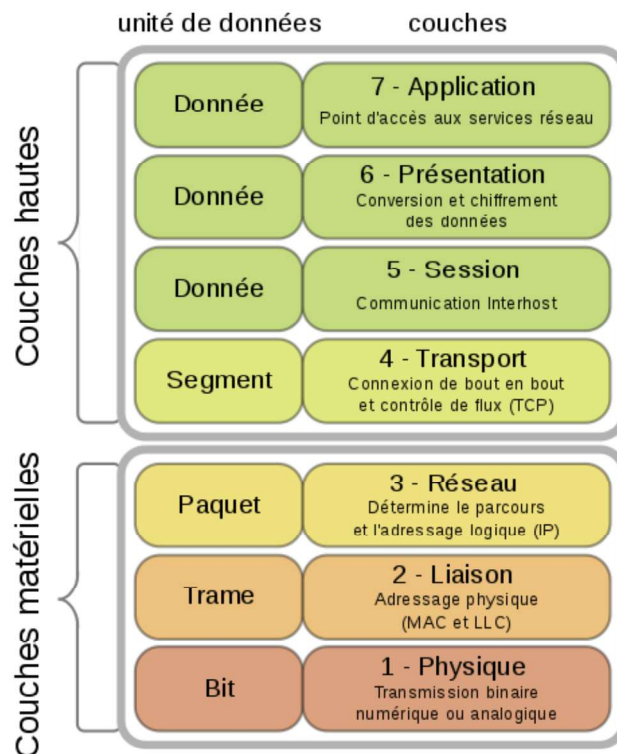 unité de données couches
Couches hautes
Donnée
7 - Application
Point d'accès aux services réseau
Donnée
6 - Présentation
Conversion et chiffrement
des données
Donnée
5 - Session
Communication Interhost
Segment
4 - Transport
Connexion de bout en bout
et contrôle de flux (TCP)
Couches matérielles
Paquet
3 - Réseau
Détermine le parcours
et l'adressage logique (IP)
Trame
2 - Liaison
Adressage physique
(MAC et LLC)
Bit
1 - Physique
Transmission binaire
numérique ou analogique